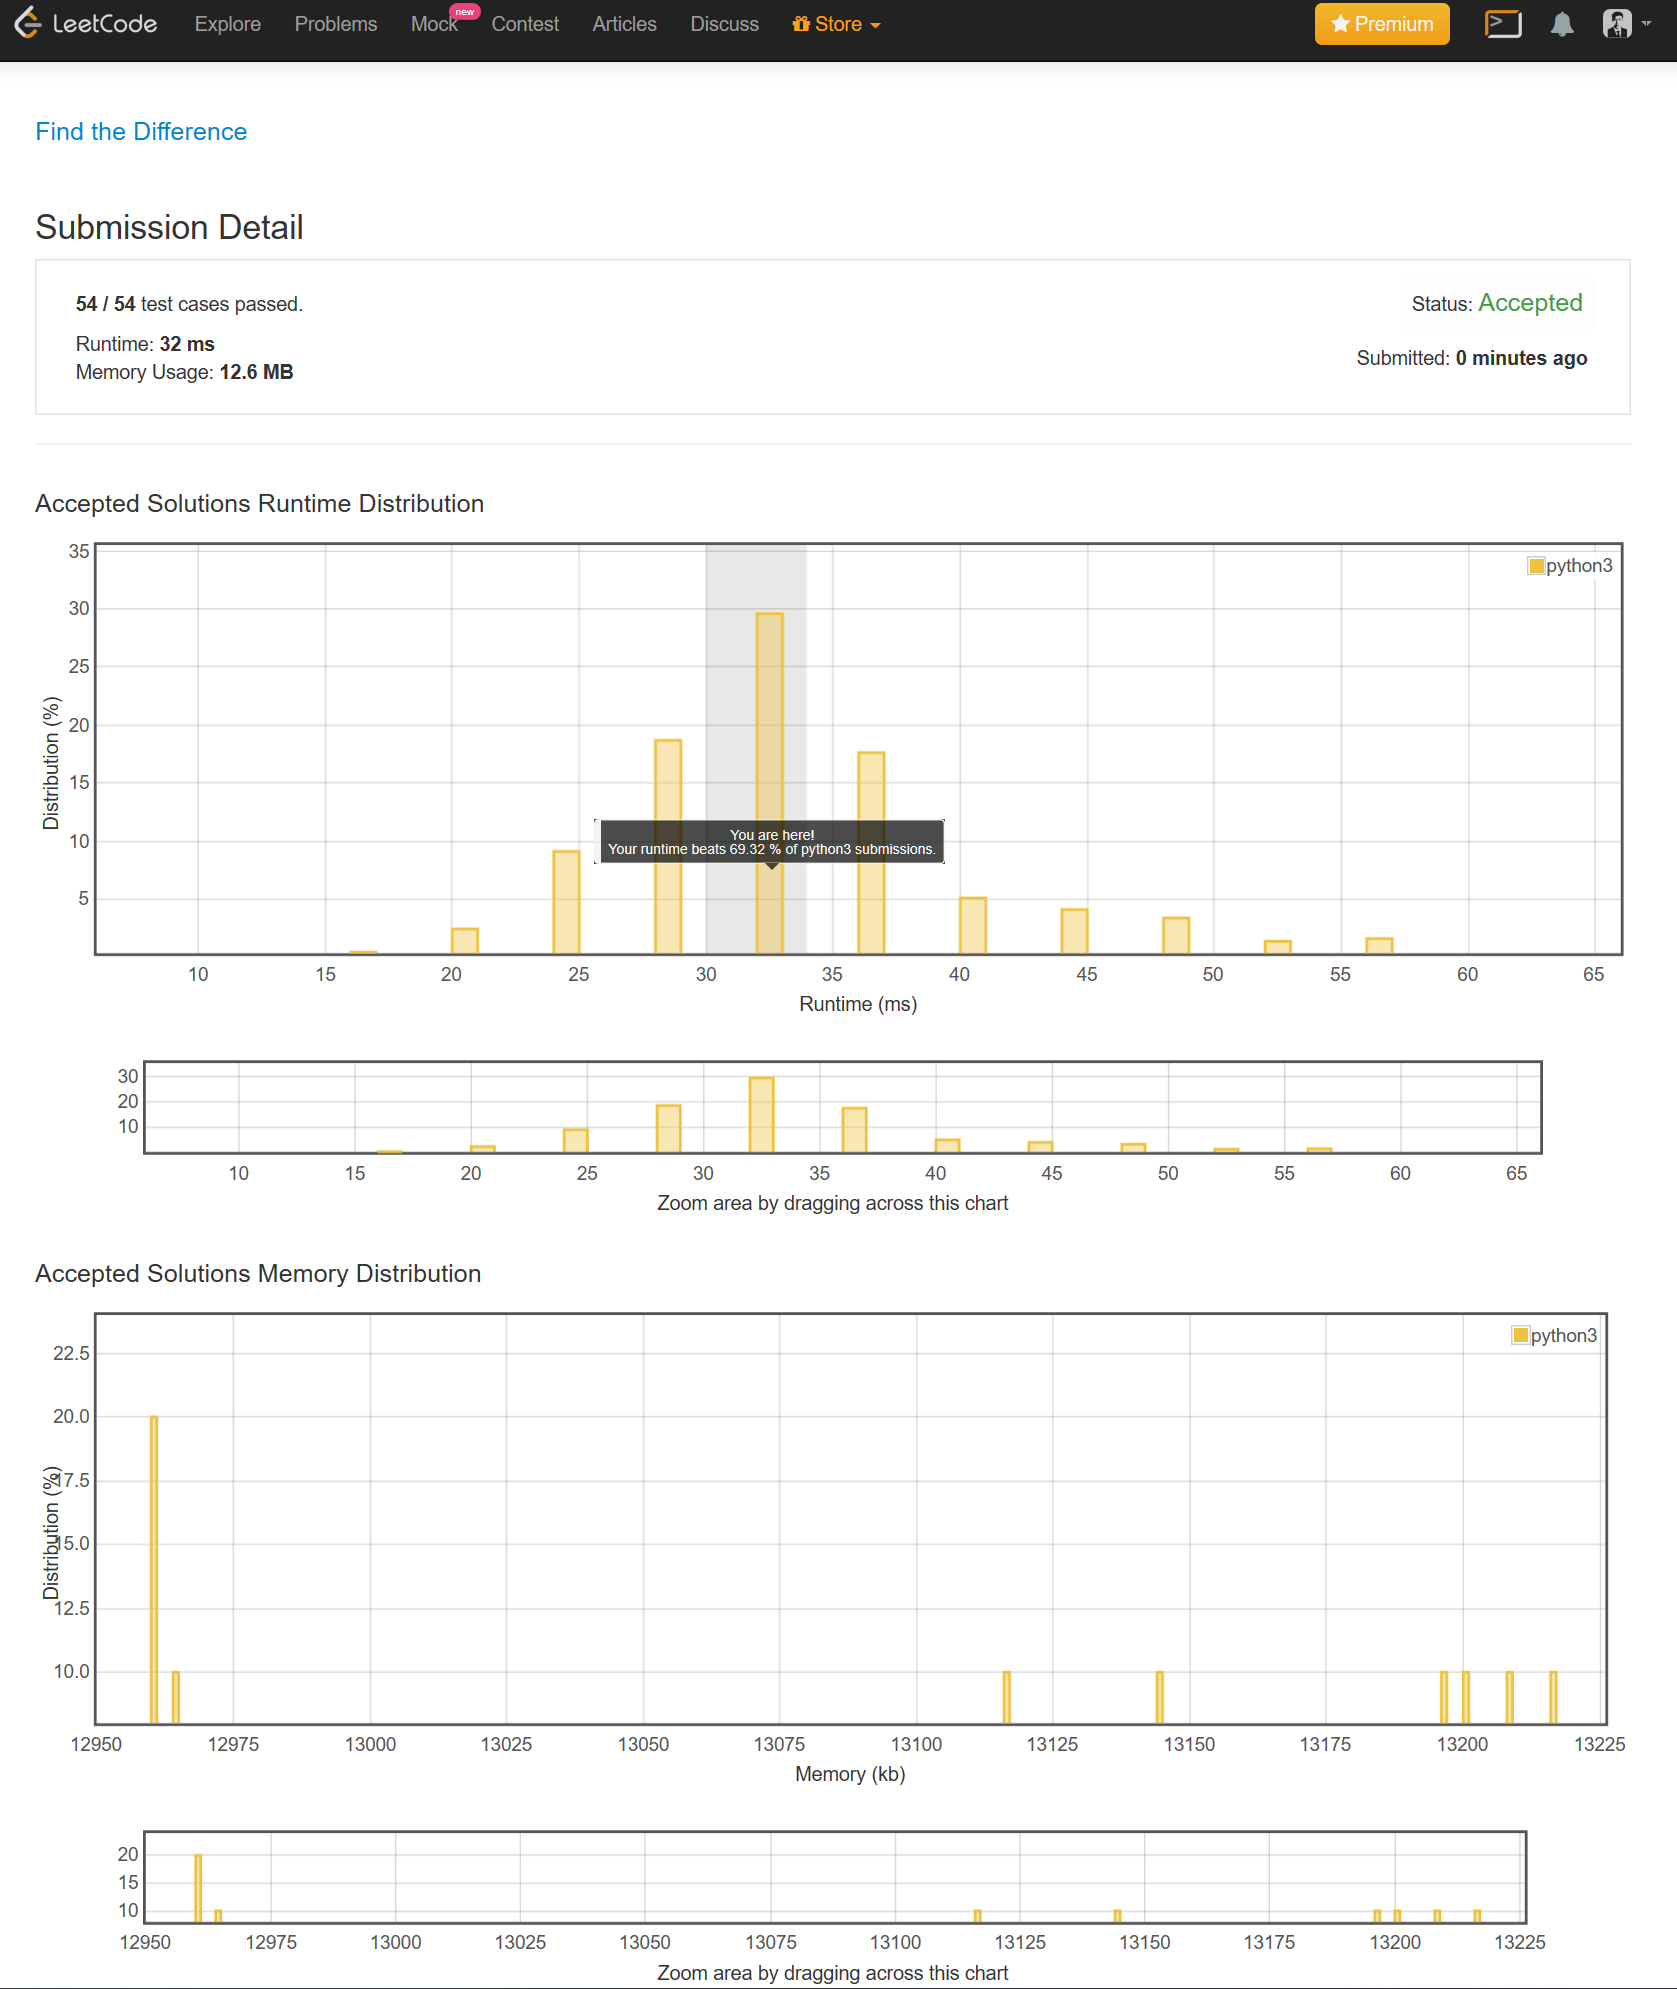 LeetCode Explore Problems Mock new Contest Articles Discuss Store Premium
Find the Difference
Submission Detail
54 / 54 test cases passed.
Status: Accepted
Runtime: 32 ms
Memory Usage: 12.6 MB
Submitted: 0 minutes ago
Accepted Solutions Runtime Distribution
35
30
25
20
15
10
5
Distribution (%)
python3
You are here!
Your runtime beats 69.32 % of python3 submissions.
10 15 20 25 30 35 40 45 50 55 60 65
Runtime (ms)
30
20
10
10 15 20 25 30 35 40 45 50 55 60 65
Zoom area by dragging across this chart
Accepted Solutions Memory Distribution
22.5
20.0
17.5
15.0
12.5
10.0
Distribution (%)
python3
12950 12975 13000 13025 13050 13075 13100 13125 13150 13175 13200 13225
Memory (kb)
20
15
10
12950 12975 13000 13025 13050 13075 13100 13125 13150 13175 13200 13225
Zoom area by dragging across this chart